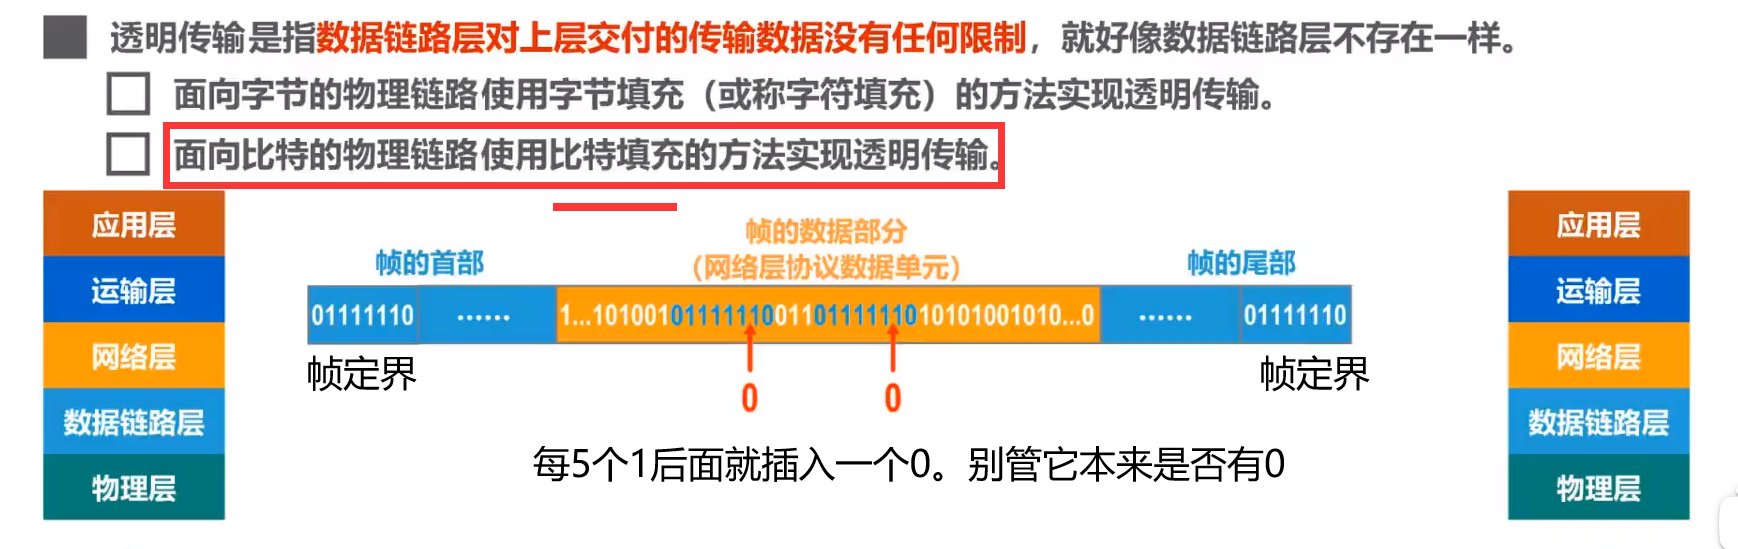 透明传输是指数据链路层对上层交付的传输数据没有任何限制，就好像数据链路层不存在一样。
面向字节的物理链路使用字节填充（或称字符填充）的方法实现透明传输。
面向比特的物理链路使用比特填充的方法实现透明传输。
应用层
运输层
网络层
数据链路层
物理层
帧的首部
帧的数据部分
（网络层协议数据单元）
帧的尾部
01111110 …… 1...10100101111110011011111101010101001010...0 …… 01111110
帧定界
帧定界
0
0
每5个1后面就插入一个0。别管它本来是否有0
应用层
运输层
网络层
数据链路层
物理层